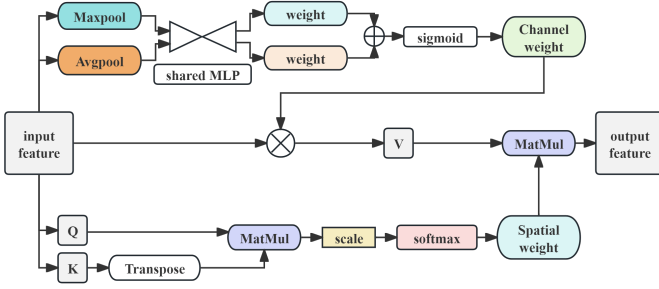 Maxpool
weight
Avgpool
weight
shared MLP
sigmoid
Channel
weight
input
feature
V
MatMul
output
feature
Q
K
Transpose
MatMul
scale
softmax
Spatial
weight